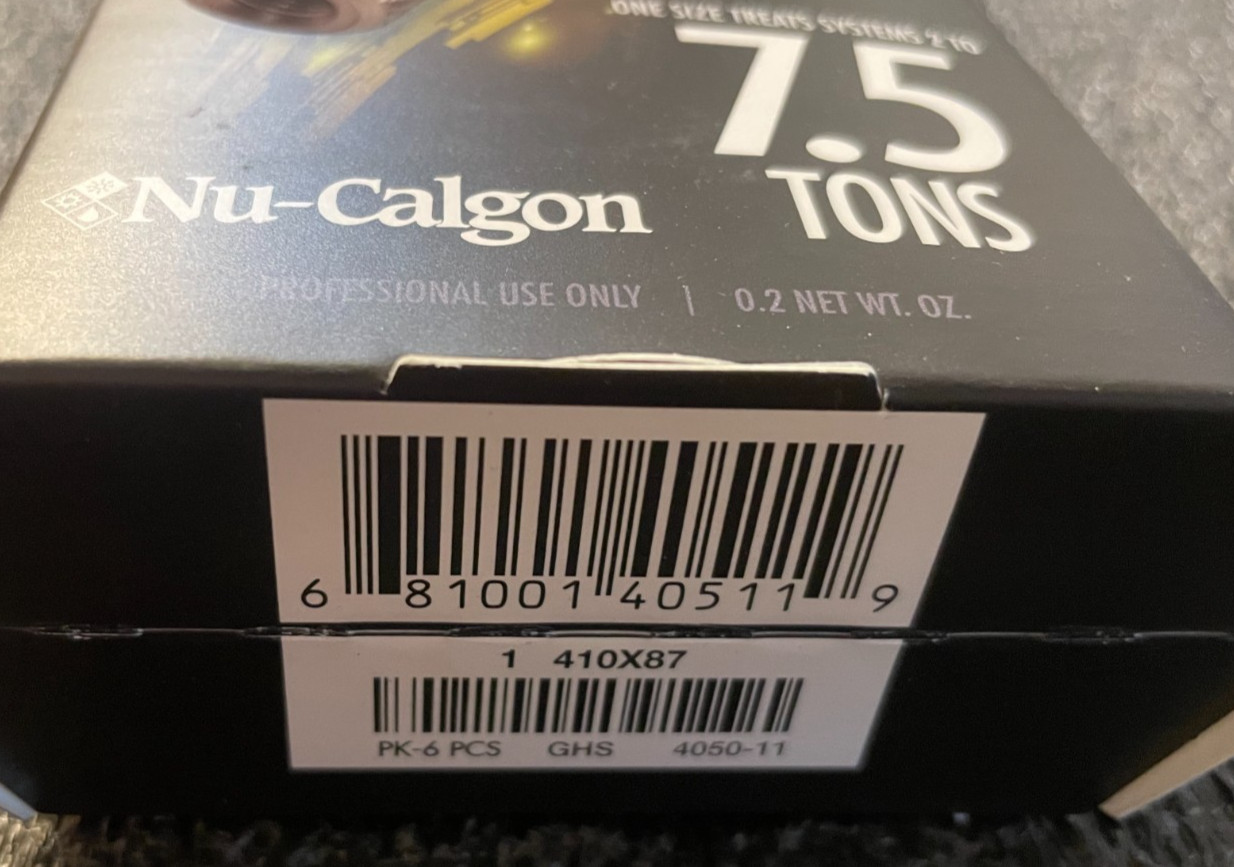 ONE SIZE TREATS SYSTEMS 2 TO
7.5
TONS
Nu-Calgon
PROFESSIONAL USE ONLY | 0.2 NET WT. OZ.
6 81001 40511 9
1 410X87
PK-6 PCS GHS 4050-11